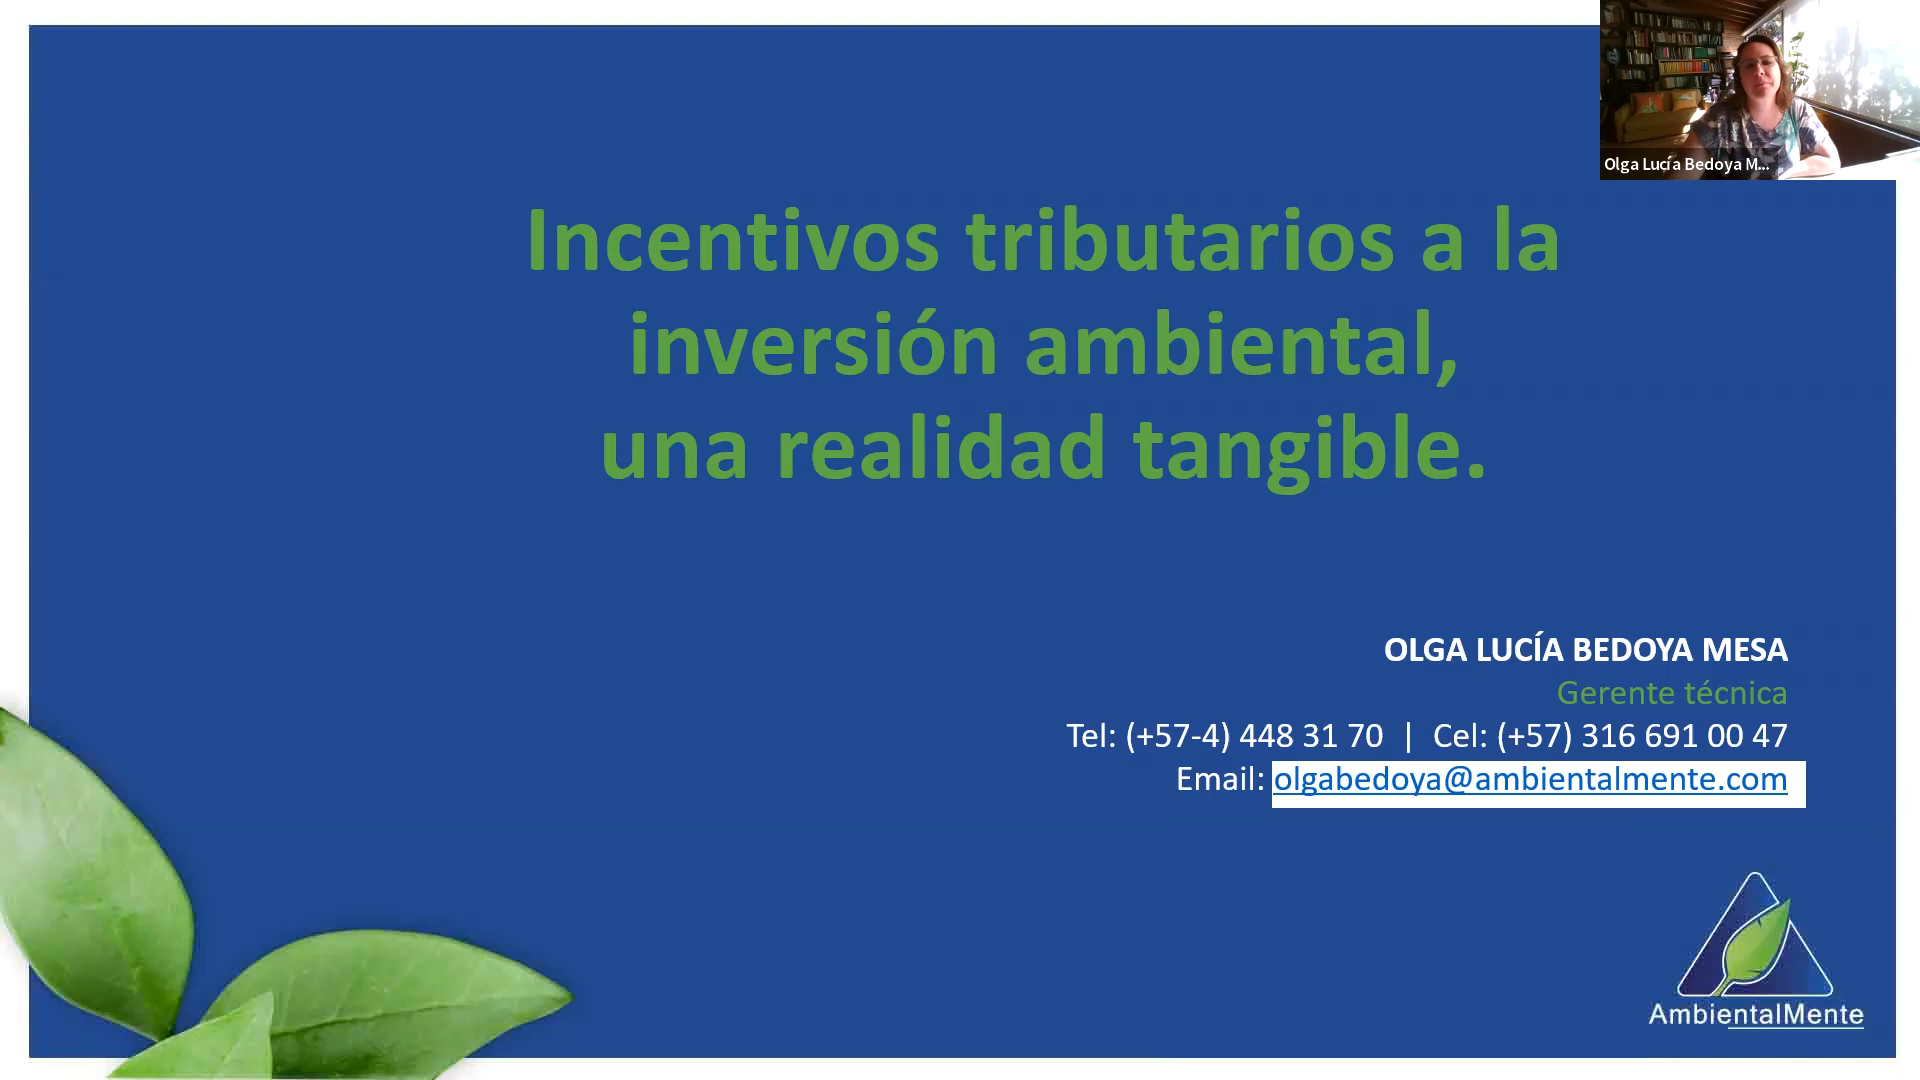 Olga Lucía Bedoya M...
Incentivos tributarios a la
inversión ambiental,
una realidad tangible.
OLGA LUCÍA BEDOYA MESA
Gerente técnica
Tel: (+57-4) 448 31 70 | Cel: (+57) 316 691 00 47
Email: olgabedoya@ambientalmente.com
AmbientalMente